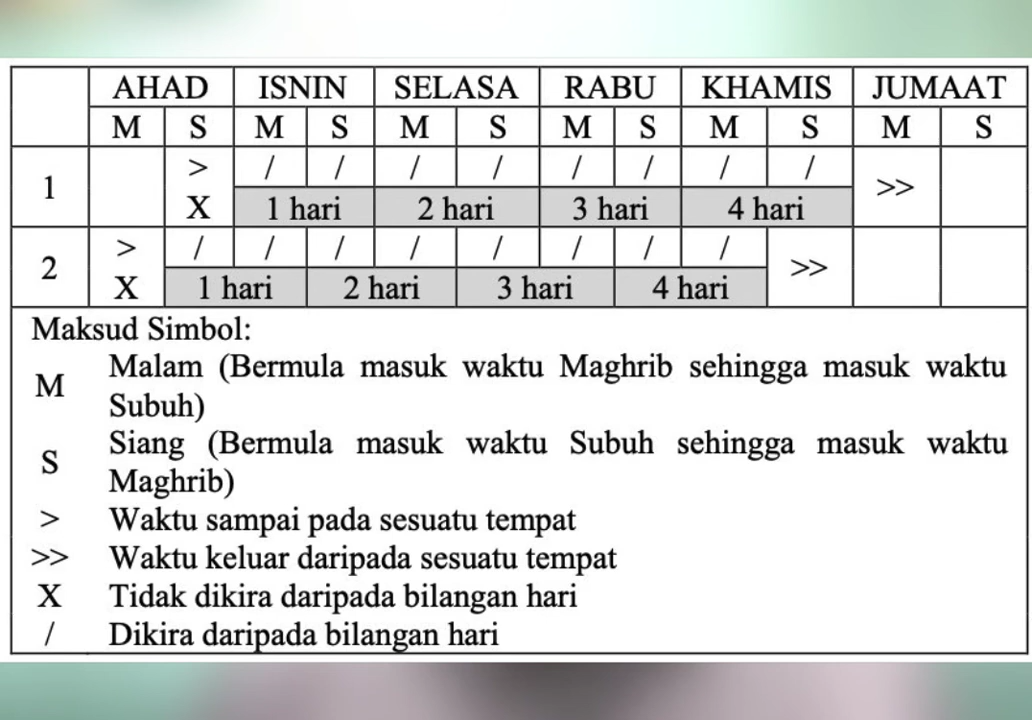 AHAD ISNIN SELASA RABU KHAMIS JUMAAT
M S M S M S M S M S M S
1 > / / / / / / / / >>
X 1 hari 2 hari 3 hari 4 hari
2 > / / / / / / / / >>
X 1 hari 2 hari 3 hari 4 hari
Maksud Simbol:
M Malam (Bermula masuk waktu Maghrib sehingga masuk waktu
Subuh)
S Siang (Bermula masuk waktu Subuh sehingga masuk waktu
Maghrib)
> Waktu sampai pada sesuatu tempat
>> Waktu keluar daripada sesuatu tempat
X Tidak dikira daripada bilangan hari
/ Dikira daripada bilangan hari